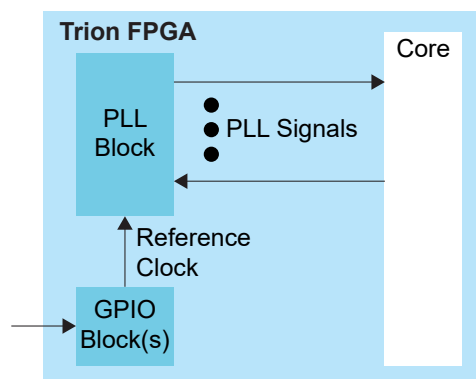 Trion FPGA
Core
PLL
Block
PLL Signals
Reference
Clock
GPIO
Block(s)